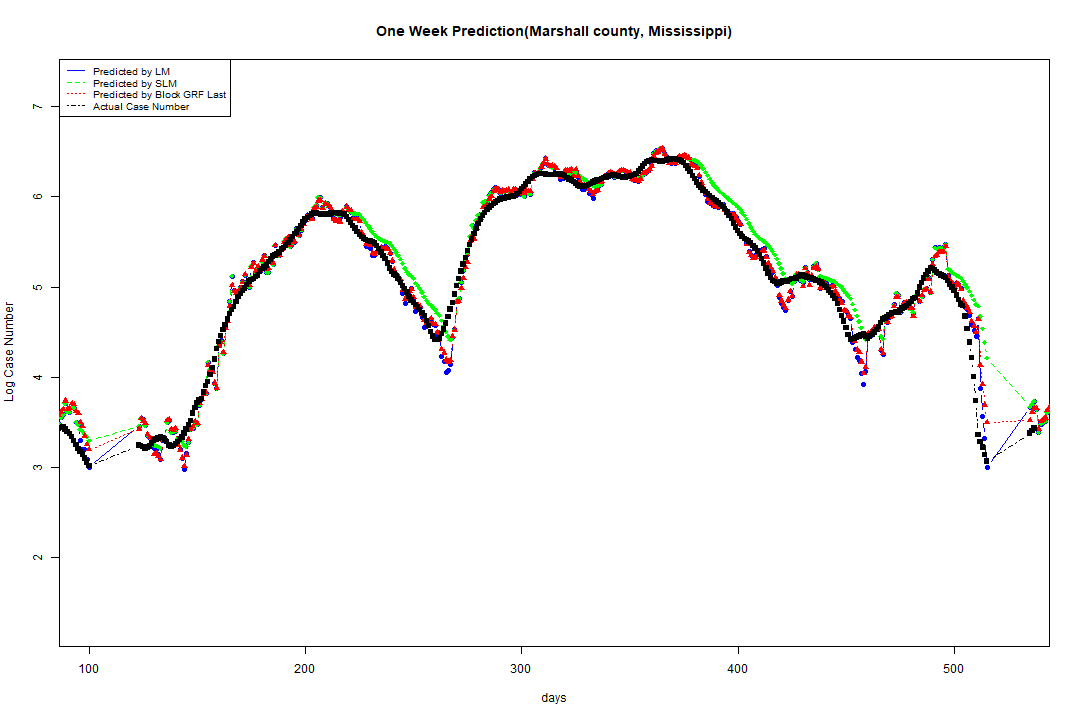 One Week Prediction(Marshall county, Mississippi)
Predicted by LM
Predicted by SLM
Predicted by Block GRF Last
Actual Case Number
7
6
5
4
3
2
Log Case Number
100 200 300 400 500
days